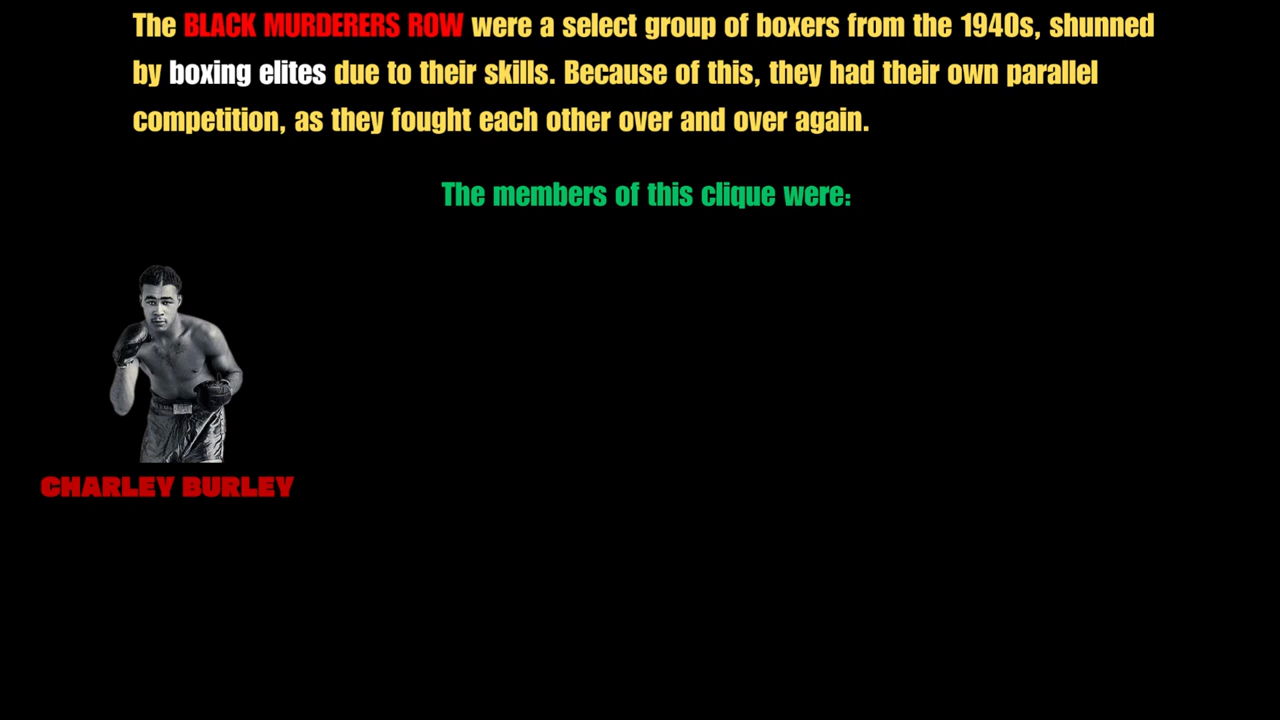 The BLACK MURDERERS ROW were a select group of boxers from the 1940s, shunned
by boxing elites due to their skills. Because of this, they had their own parallel
competition, as they fought each other over and over again.
The members of this clique were:
CHARLEY BURLEY